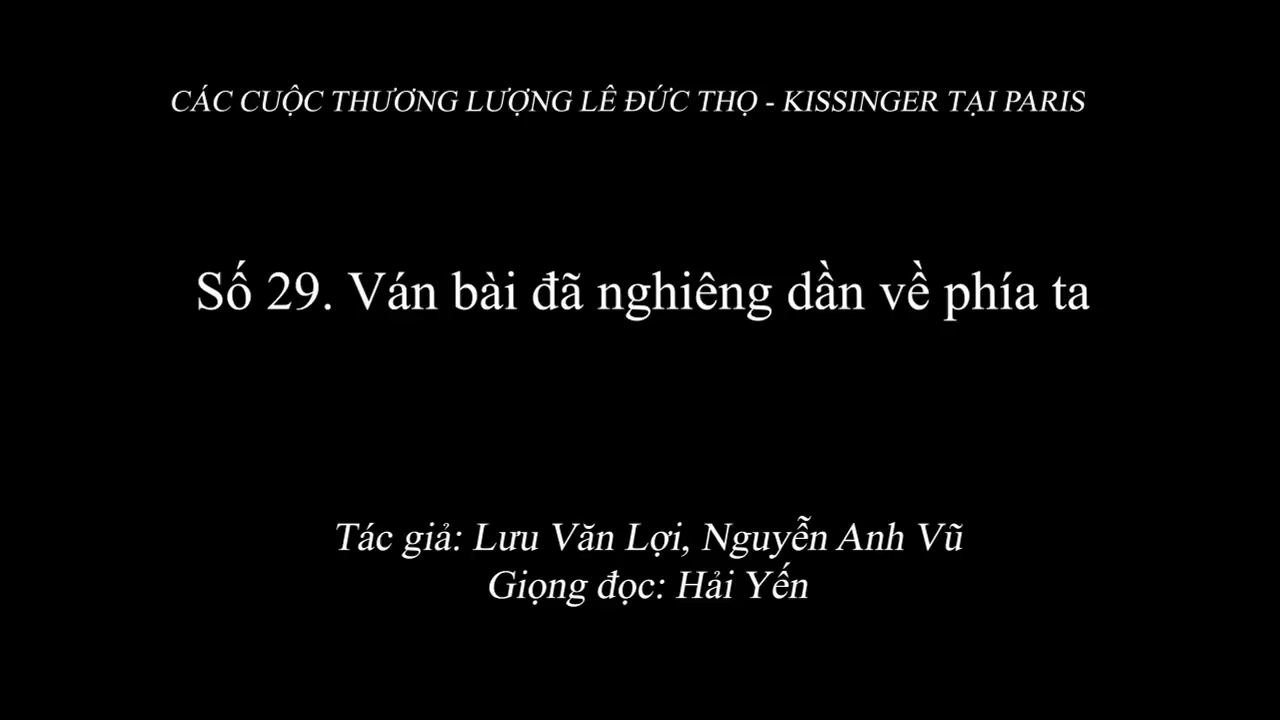 CÁC CUỘC THƯƠNG LƯỢNG LÊ ĐỨC THỌ - KISSINGER TẠI PARIS
Số 29. Ván bài đã nghiêng dần về phía ta
Tác giả: Lưu Văn Lợi, Nguyễn Anh Vũ
Giọng đọc: Hải Yến